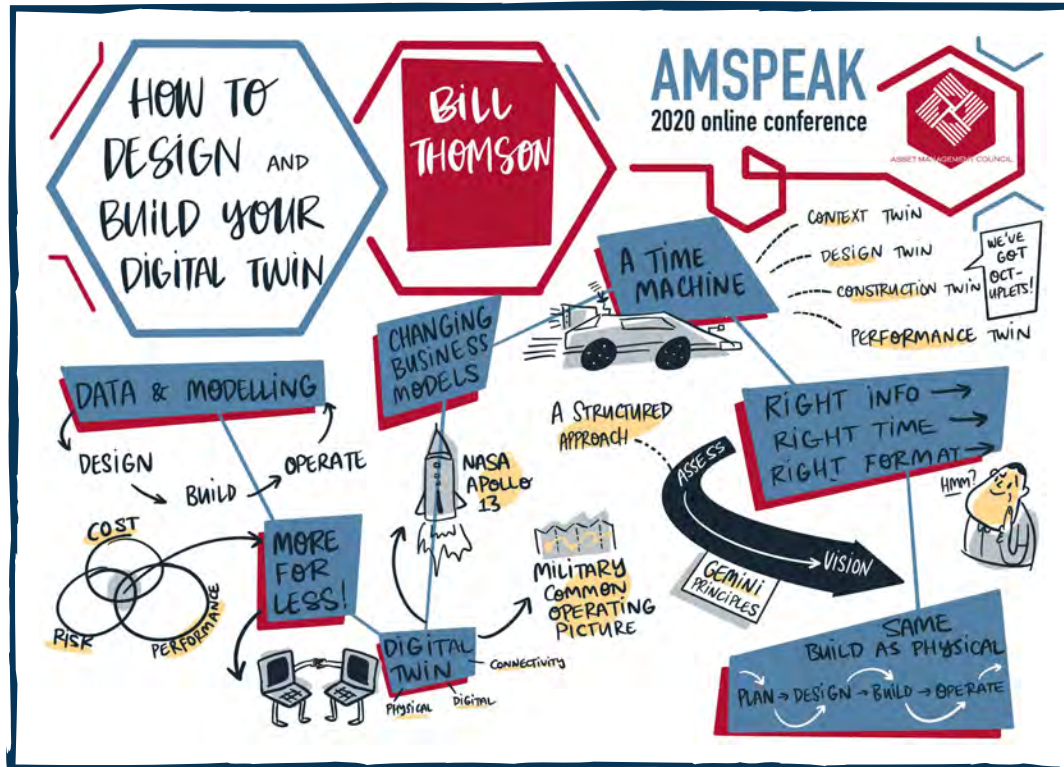 HOW TO
DESIGN AND
BUILD YOUR
DIGITAL TWIN
BILL
THOMSON
AMSPEAK
2020 online conference
ASSET MANAGEMENT COUNCIL
DATA & MODELLING
DESIGN
BUILD
OPERATE
COST
RISK
PERFORMANCE
MORE
FOR
LESS!
DIGITAL
TWIN
PHYSICAL
DIGITAL
CONNECTIVITY
NASA
APOLLO
13
MILITARY
COMMON
OPERATING
PICTURE
CHANGING
BUSINESS
MODELS
A TIME
MACHINE
CONTEXT TWIN
DESIGN TWIN
CONSTRUCTION TWIN
PERFORMANCE TWIN
WE'VE
GOT
OCT-
UPLETS!
A STRUCTURED
APPROACH
ASSESS
VISION
GEMINI
PRINCIPLES
RIGHT INFO →
RIGHT TIME →
RIGHT FORMAT →
HMM?
SAME
BUILD AS PHYSICAL
PLAN → DESIGN → BUILD → OPERATE